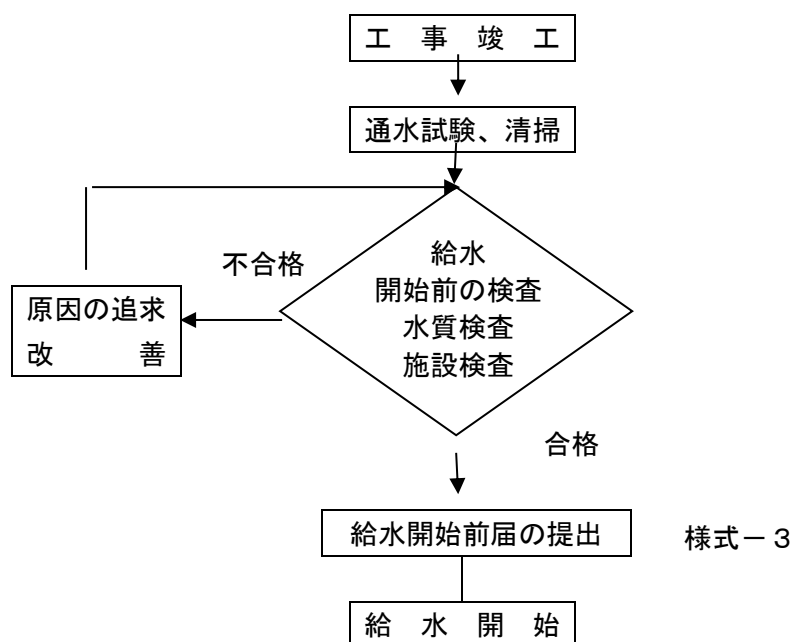 工　事　竣　工
通水試験、清掃
給水
開始前の検査
水質検査
施設検査
不合格
原因の追求
改　　　善
合格
給水開始前届の提出
様式－３
給　水　開　始